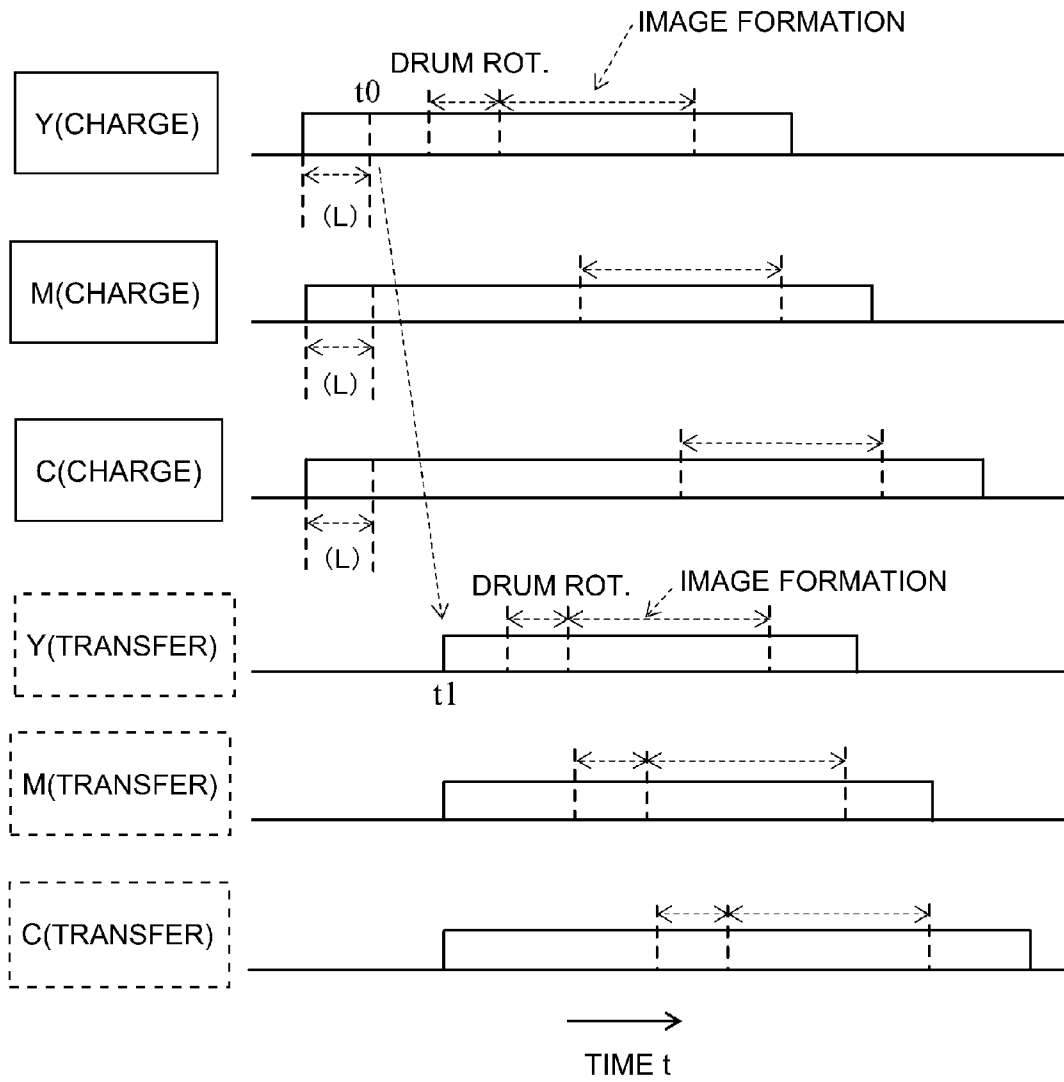 IMAGE FORMATION
DRUM ROT.
t0
Y(CHARGE)
(L)
M(CHARGE)
(L)
C(CHARGE)
(L)
DRUM ROT.
IMAGE FORMATION
Y(TRANSFER)
t1
M(TRANSFER)
C(TRANSFER)
TIME t